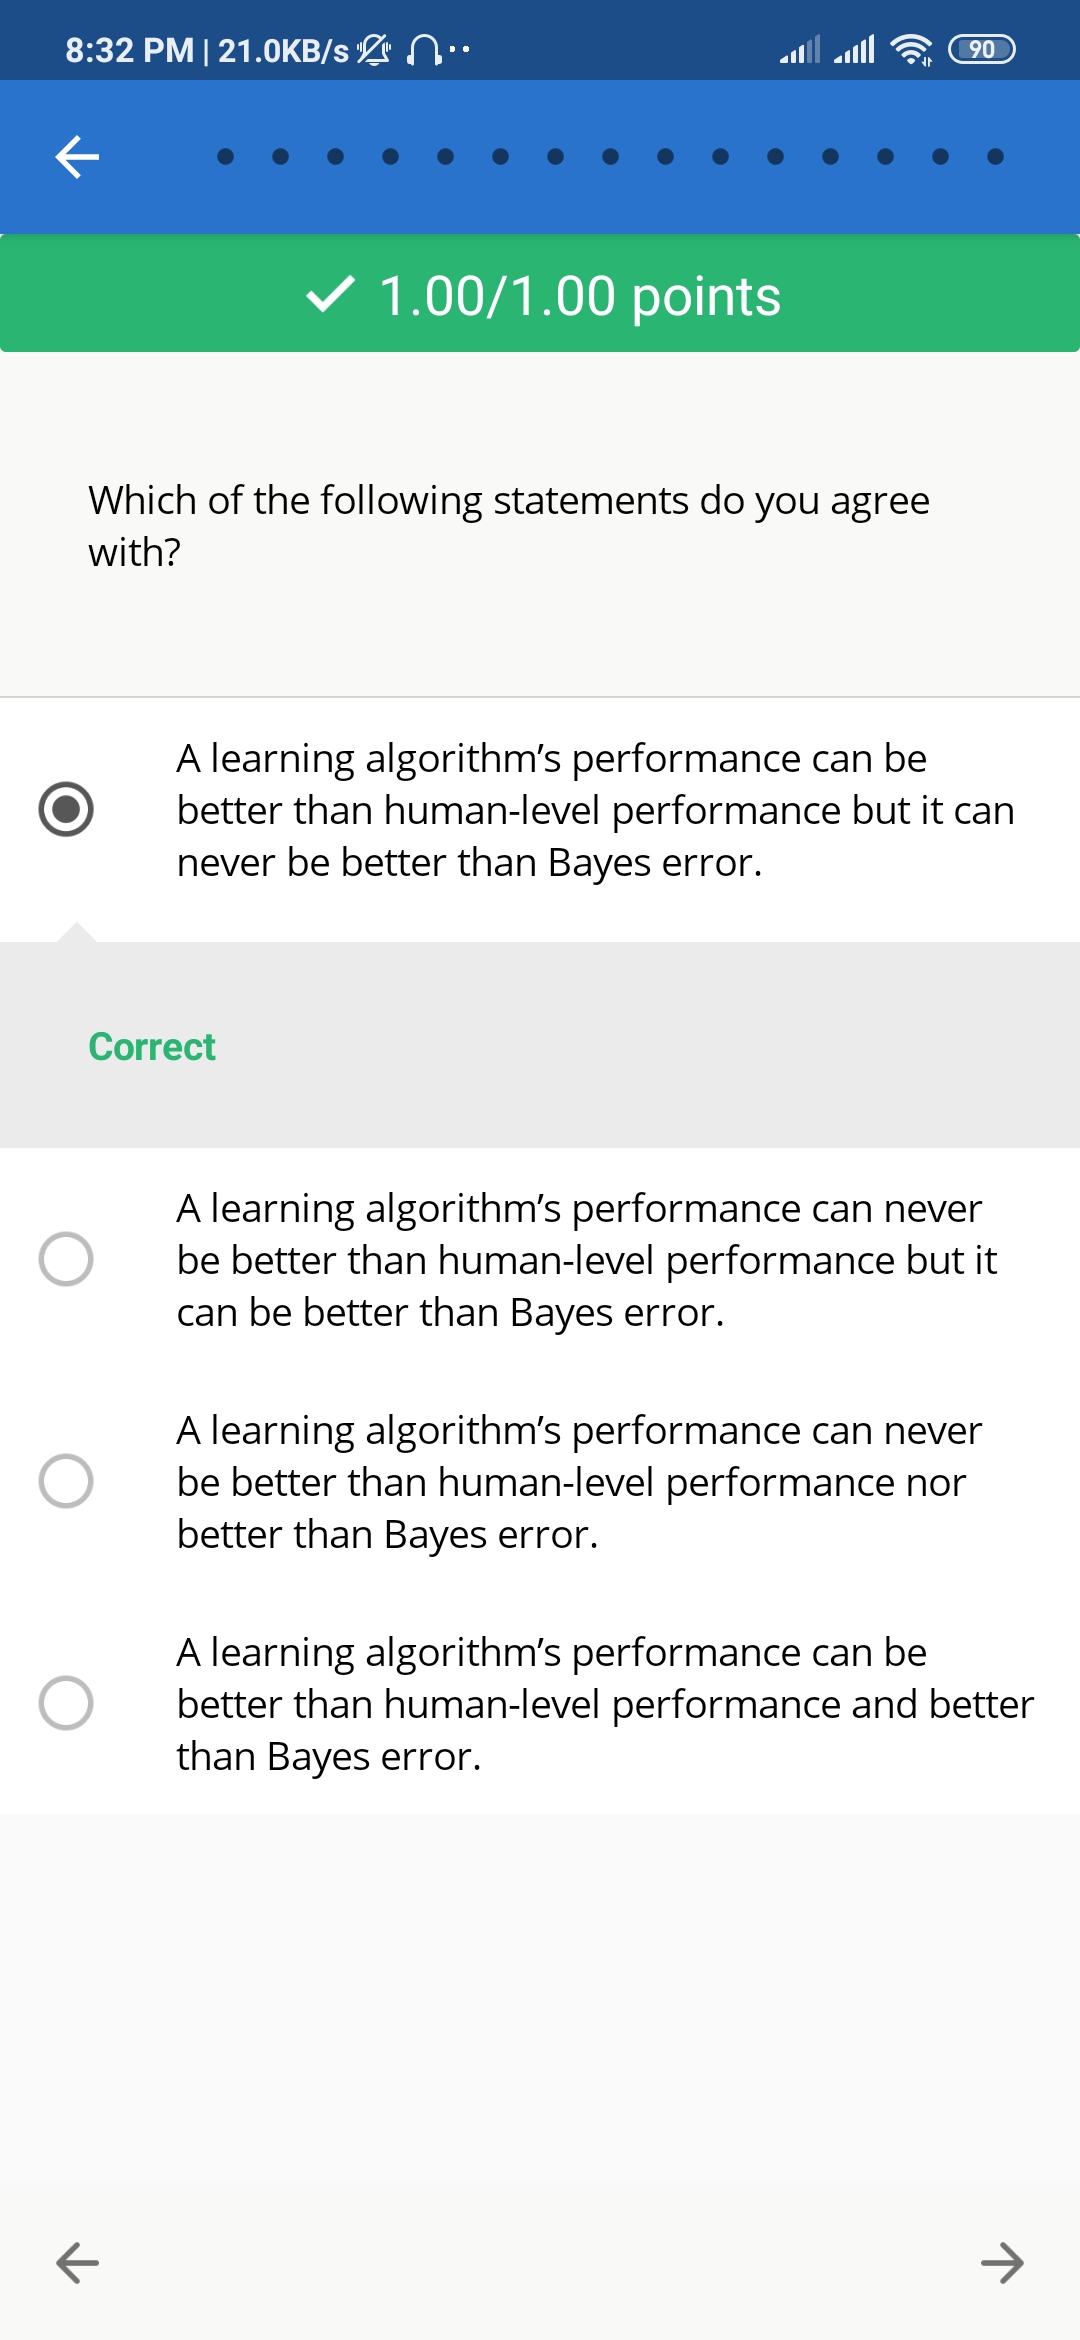 8:32 PM | 21.0KB/s
90
1.00/1.00 points
Which of the following statements do you agree
with?
A learning algorithm’s performance can be
better than human-level performance but it can
never be better than Bayes error.
Correct
A learning algorithm’s performance can never
be better than human-level performance but it
can be better than Bayes error.
A learning algorithm’s performance can never
be better than human-level performance nor
better than Bayes error.
A learning algorithm’s performance can be
better than human-level performance and better
than Bayes error.